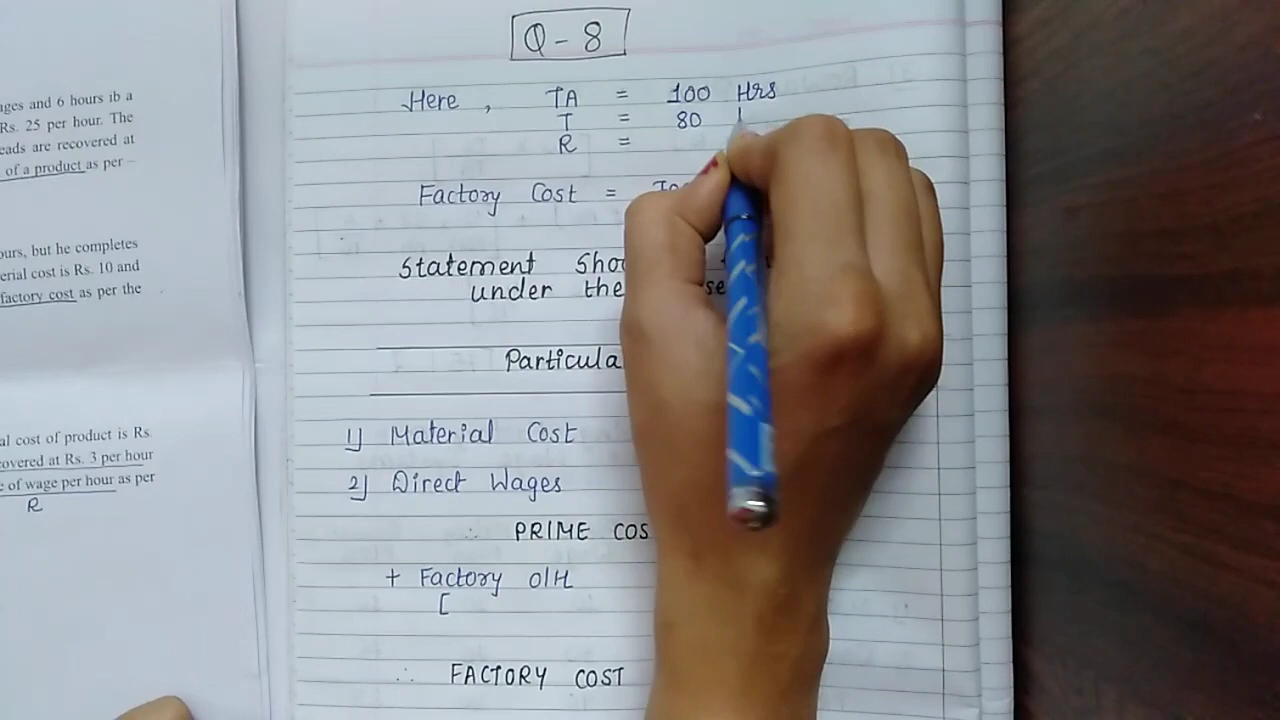 ages and 6 hours ib a
Rs. 25 per hour. The
eads are recovered at
of a product as per –
ours, but he completes
erial cost is Rs. 10 and
factory cost as per the
al cost of product is Rs
covered at Rs. 3 per hour
of wage per hour as per
R
Q - 8
Here , TA = 100 Hrs
T = 80
R =
Factory Cost =
Statement
under the
Particula
1) Material Cost
2) Direct Wages
∴ PRIME COS
+ Factory O/H
[
∴ FACTORY COST